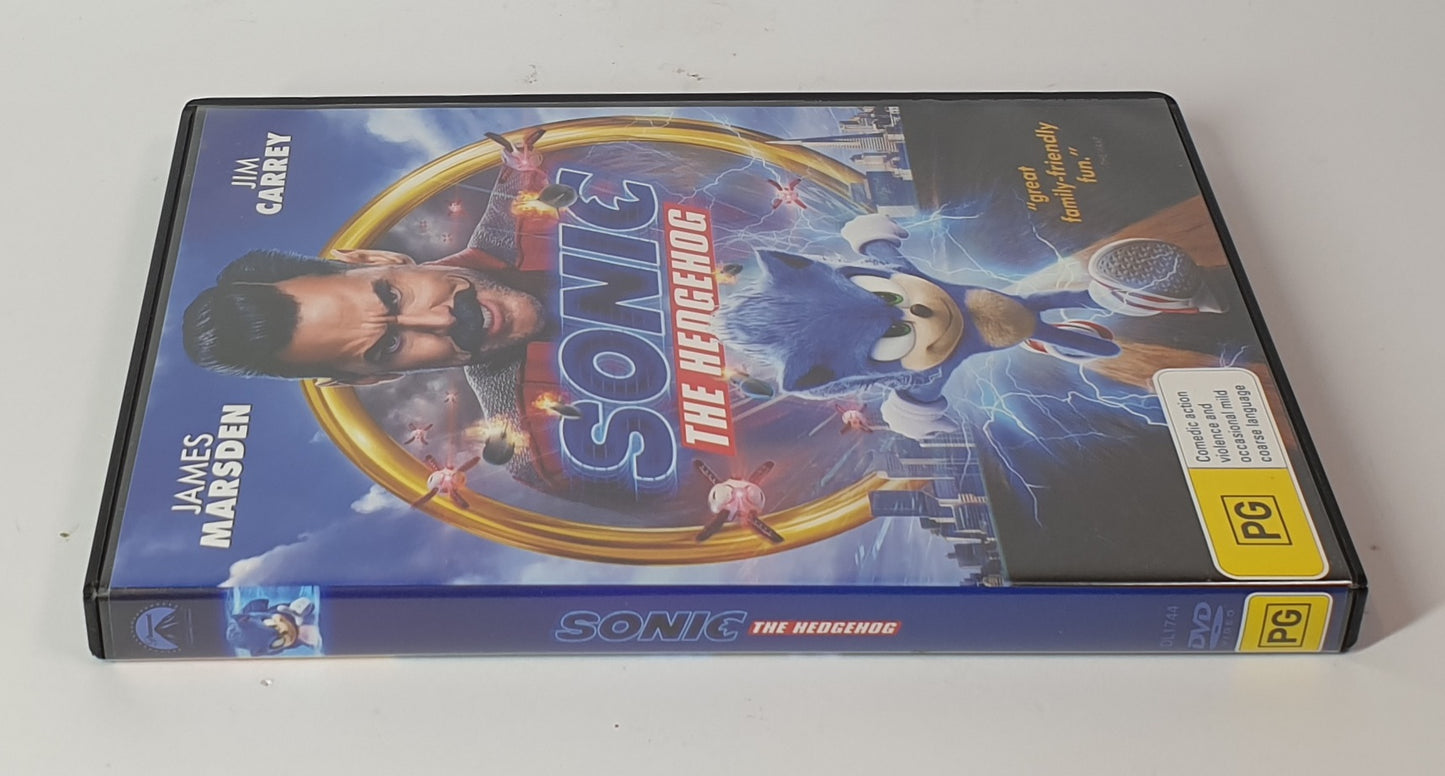 JAMES
MARSDEN
JIM
CARREY
SONIC
THE HEDGEHOG
"great
family-friendly
fun."
Comedic action
violence and
occasional mild
coarse language
PG
SONIC THE HEDGEHOG
DL1744
DVD
VIDEO
PG